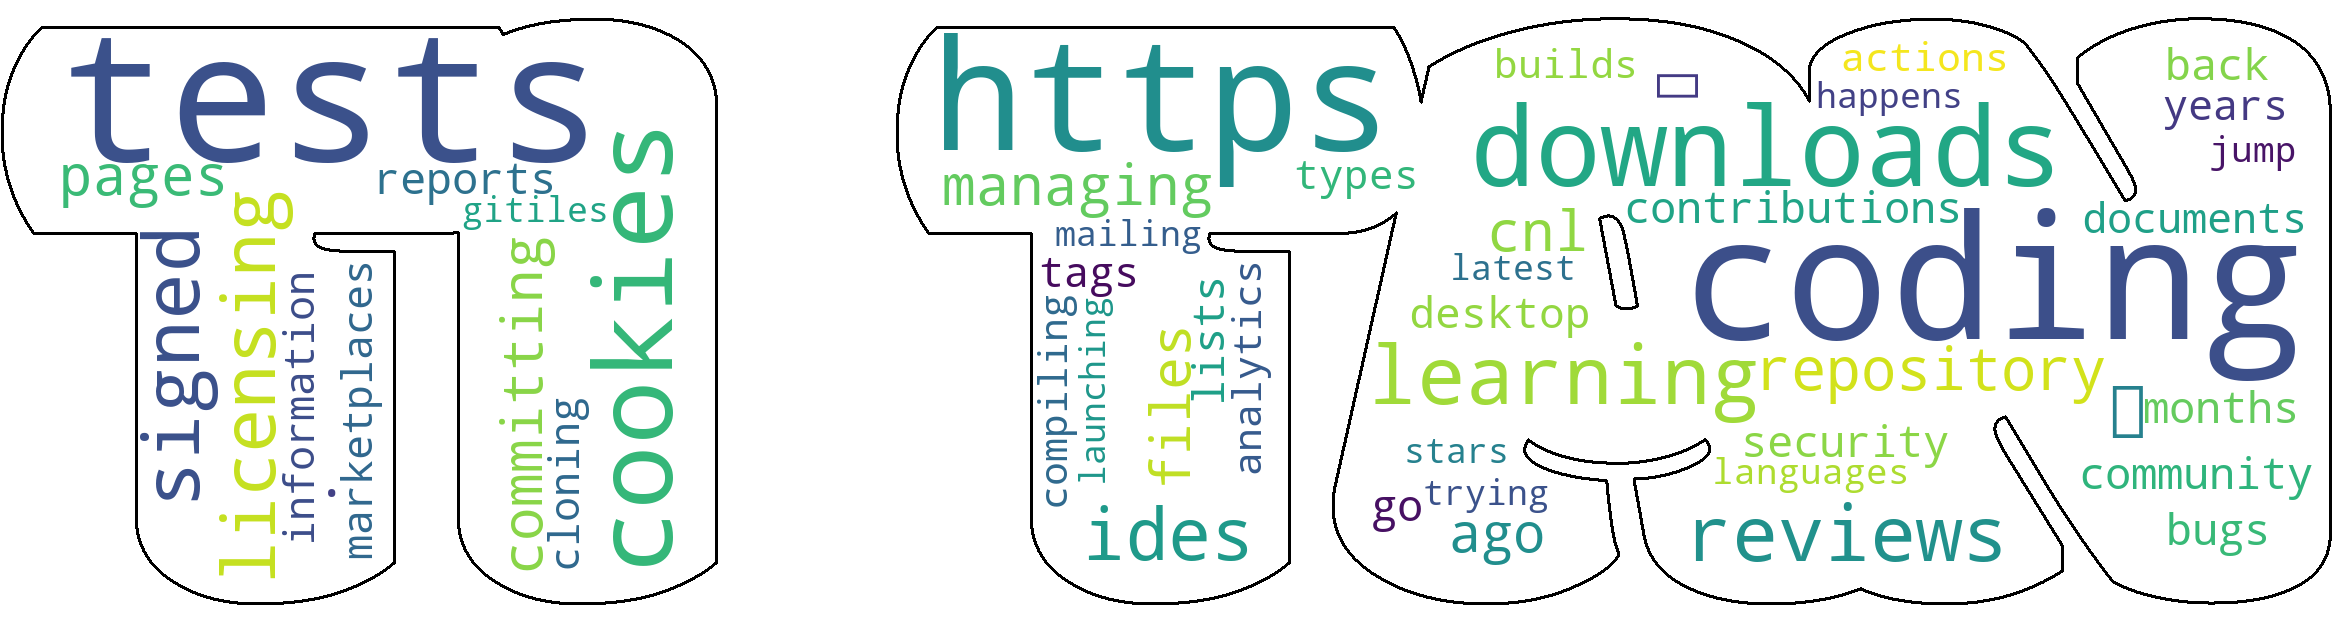 tests
pages
reports
gitiles
signed
licensing
information
marketplaces
committing
cloning
cookies
https
managing
types
mailing
tags
compiling
launching
files
lists
analytics
ides
builds
actions
happens
downloads
contributions
cnl
latest
desktop
coding
learning
repository
stars
trying
go
ago
security
languages
reviews
back
years
jump
documents
months
community
bugs